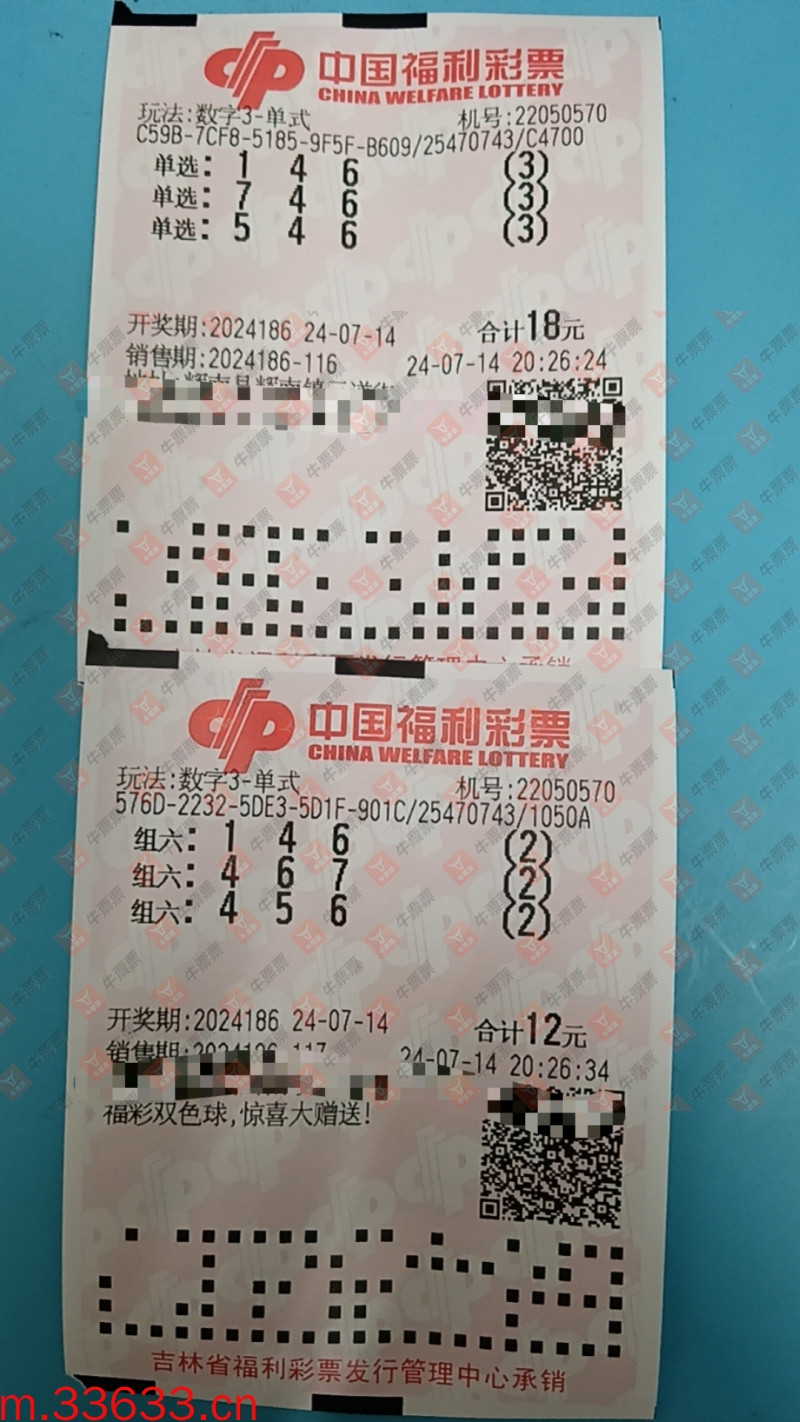 中国福利彩票
CHINA WELFARE LOTTERY
玩法:数字3-单式 机号:22050570
C59B-7CF8-5185-9F5F-B609/25470743/C4700
单选: 1 4 6 (3)
单选: 7 4 6 (3)
单选: 5 4 6 (3)
开奖期:2024186 24-07-14 合计18元
销售期:2024186-116 24-07-14 20:26:24
中国福利彩票
CHINA WELFARE LOTTERY
玩法:数字3-单式 机号:22050570
576D-2232-5DE3-5D1F-901C/25470743/1050A
组六: 1 4 6 (2)
组六: 4 6 7 (2)
组六: 4 5 6 (2)
开奖期:2024186 24-07-14 合计12元
24-07-14 20:26:34
福彩双色球,惊喜大赠送!
吉林省福利彩票发行管理中心承销
m.33633.cn
牛票票